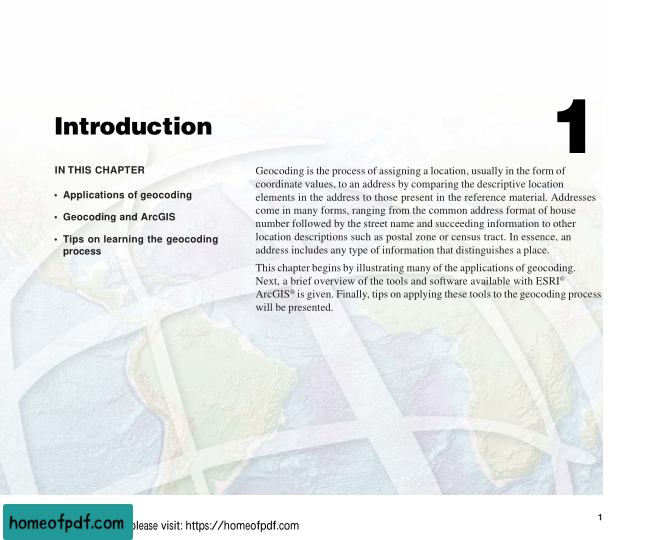 Introduction
1
IN THIS CHAPTER
• Applications of geocoding
• Geocoding and ArcGIS
• Tips on learning the geocoding
process
Geocoding is the process of assigning a location, usually in the form of
coordinate values, to an address by comparing the descriptive location
elements in the address to those present in the reference material. Addresses
come in many forms, ranging from the common address format of house
number followed by the street name and succeeding information to other
location descriptions such as postal zone or census tract. In essence, an
address includes any type of information that distinguishes a place.
This chapter begins by illustrating many of the applications of geocoding.
Next, a brief overview of the tools and software available with ESRI®
ArcGIS® is given. Finally, tips on applying these tools to the geocoding process
will be presented.
1
homeofpdf.com
please visit: https://homeofpdf.com